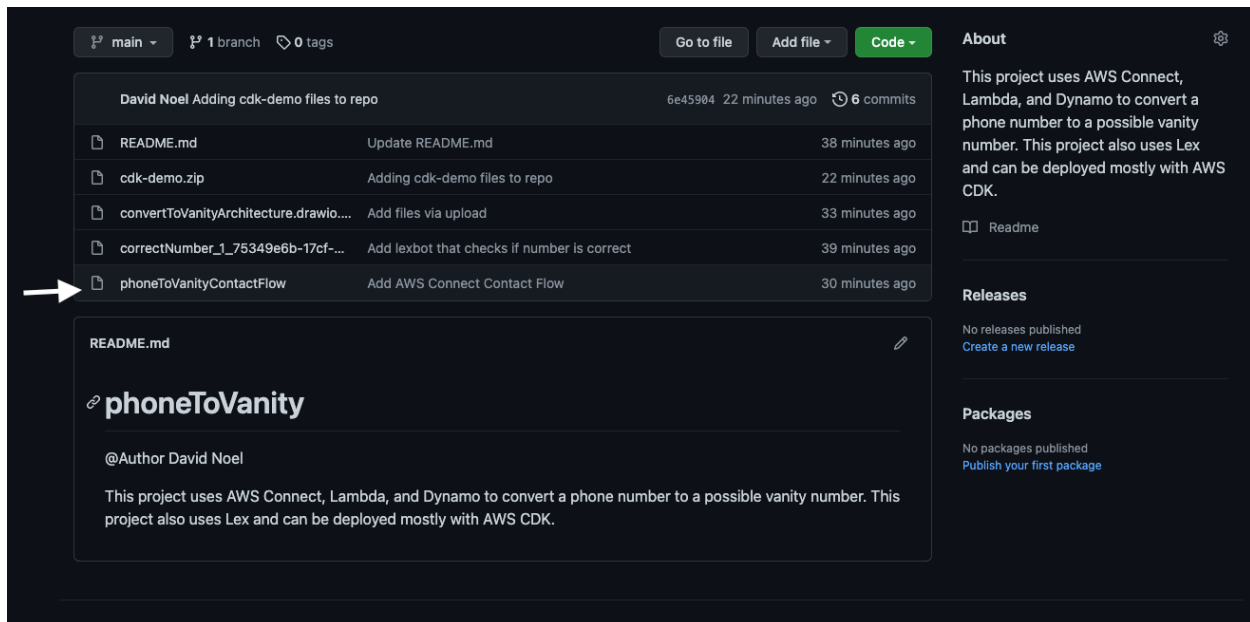 main 1 branch 0 tags Go to file Add file Code
David Noel Adding cdk-demo files to repo 6e45904 22 minutes ago 6 commits
README.md Update README.md 38 minutes ago
cdk-demo.zip Adding cdk-demo files to repo 22 minutes ago
convertToVanityArchitecture.drawio.... Add files via upload 33 minutes ago
correctNumber_1_75349e6b-17cf-... Add lexbot that checks if number is correct 39 minutes ago
phoneToVanityContactFlow Add AWS Connect Contact Flow 30 minutes ago
README.md
phoneToVanity
@Author David Noel
This project uses AWS Connect, Lambda, and Dynamo to convert a phone number to a possible vanity number. This
project also uses Lex and can be deployed mostly with AWS CDK.
About
This project uses AWS Connect,
Lambda, and Dynamo to convert a
phone number to a possible vanity
number. This project also uses Lex
and can be deployed mostly with AWS
CDK.
Readme
Releases
No releases published
Create a new release
Packages
No packages published
Publish your first package